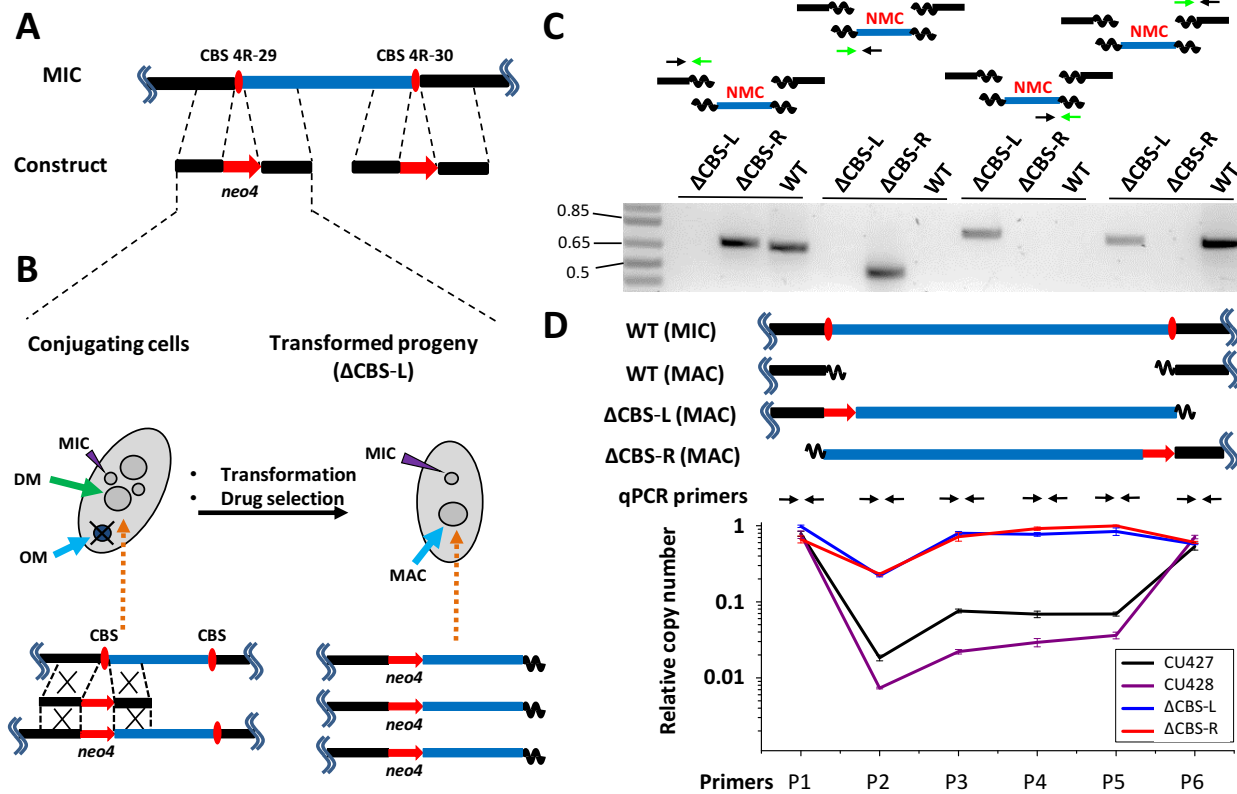 A
CBS 4R-29
CBS 4R-30
MIC
Construct
neo4
B
Conjugating cells
Transformed progeny
(ΔCBS-L)
MIC
DM
OM
• Transformation
• Drug selection
MIC
MAC
CBS
CBS
neo4
neo4
neo4
neo4
C
NMC
NMC
NMC
NMC
ΔCBS-L
ΔCBS-R
WT
ΔCBS-L
ΔCBS-R
WT
ΔCBS-L
ΔCBS-R
WT
ΔCBS-L
ΔCBS-R
WT
0.85
0.65
0.5
D
WT (MIC)
WT (MAC)
ΔCBS-L (MAC)
ΔCBS-R (MAC)
qPCR primers
Relative copy number
1
0.1
0.01
CU427
CU428
ΔCBS-L
ΔCBS-R
Primers P1 P2 P3 P4 P5 P6